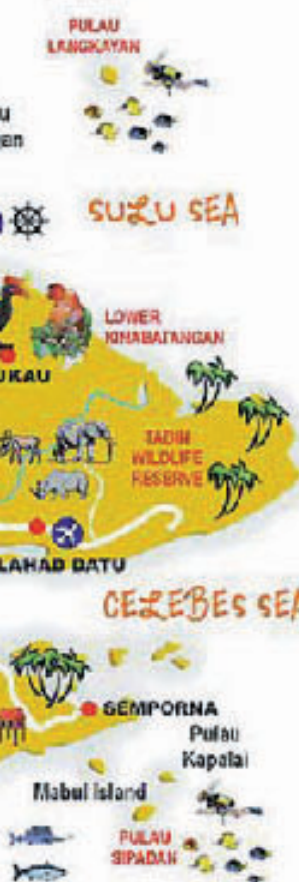 PULAU
LANGKAYAN
SULU SEA
LOWER
KINABATANGAN
UKAU
TABIN
WILDLIFE
RESERVE
LAHAD DATU
CELEBES SEA
SEMPORNA
Pulau
Kapalai
Mabul Island
PULAU
SIPADAN